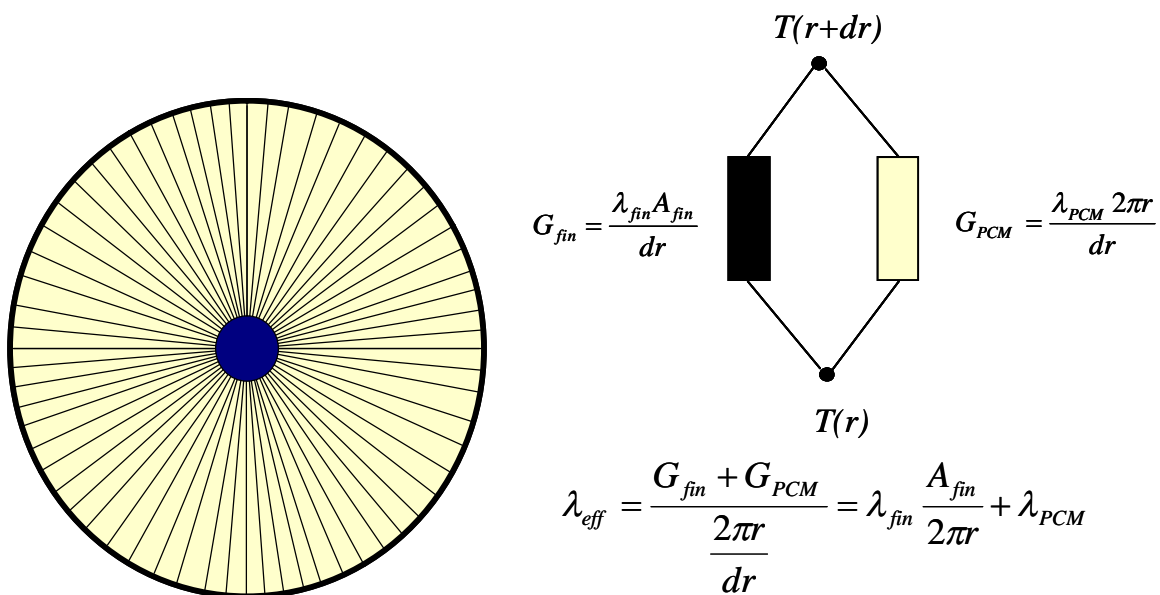 T(r+dr)
G_fin = λ_fin A_fin / dr
G_PCM = λ_PCM 2πr / dr
T(r)
λ_eff = (G_fin + G_PCM) / (2πr / dr) = λ_fin A_fin / 2πr + λ_PCM